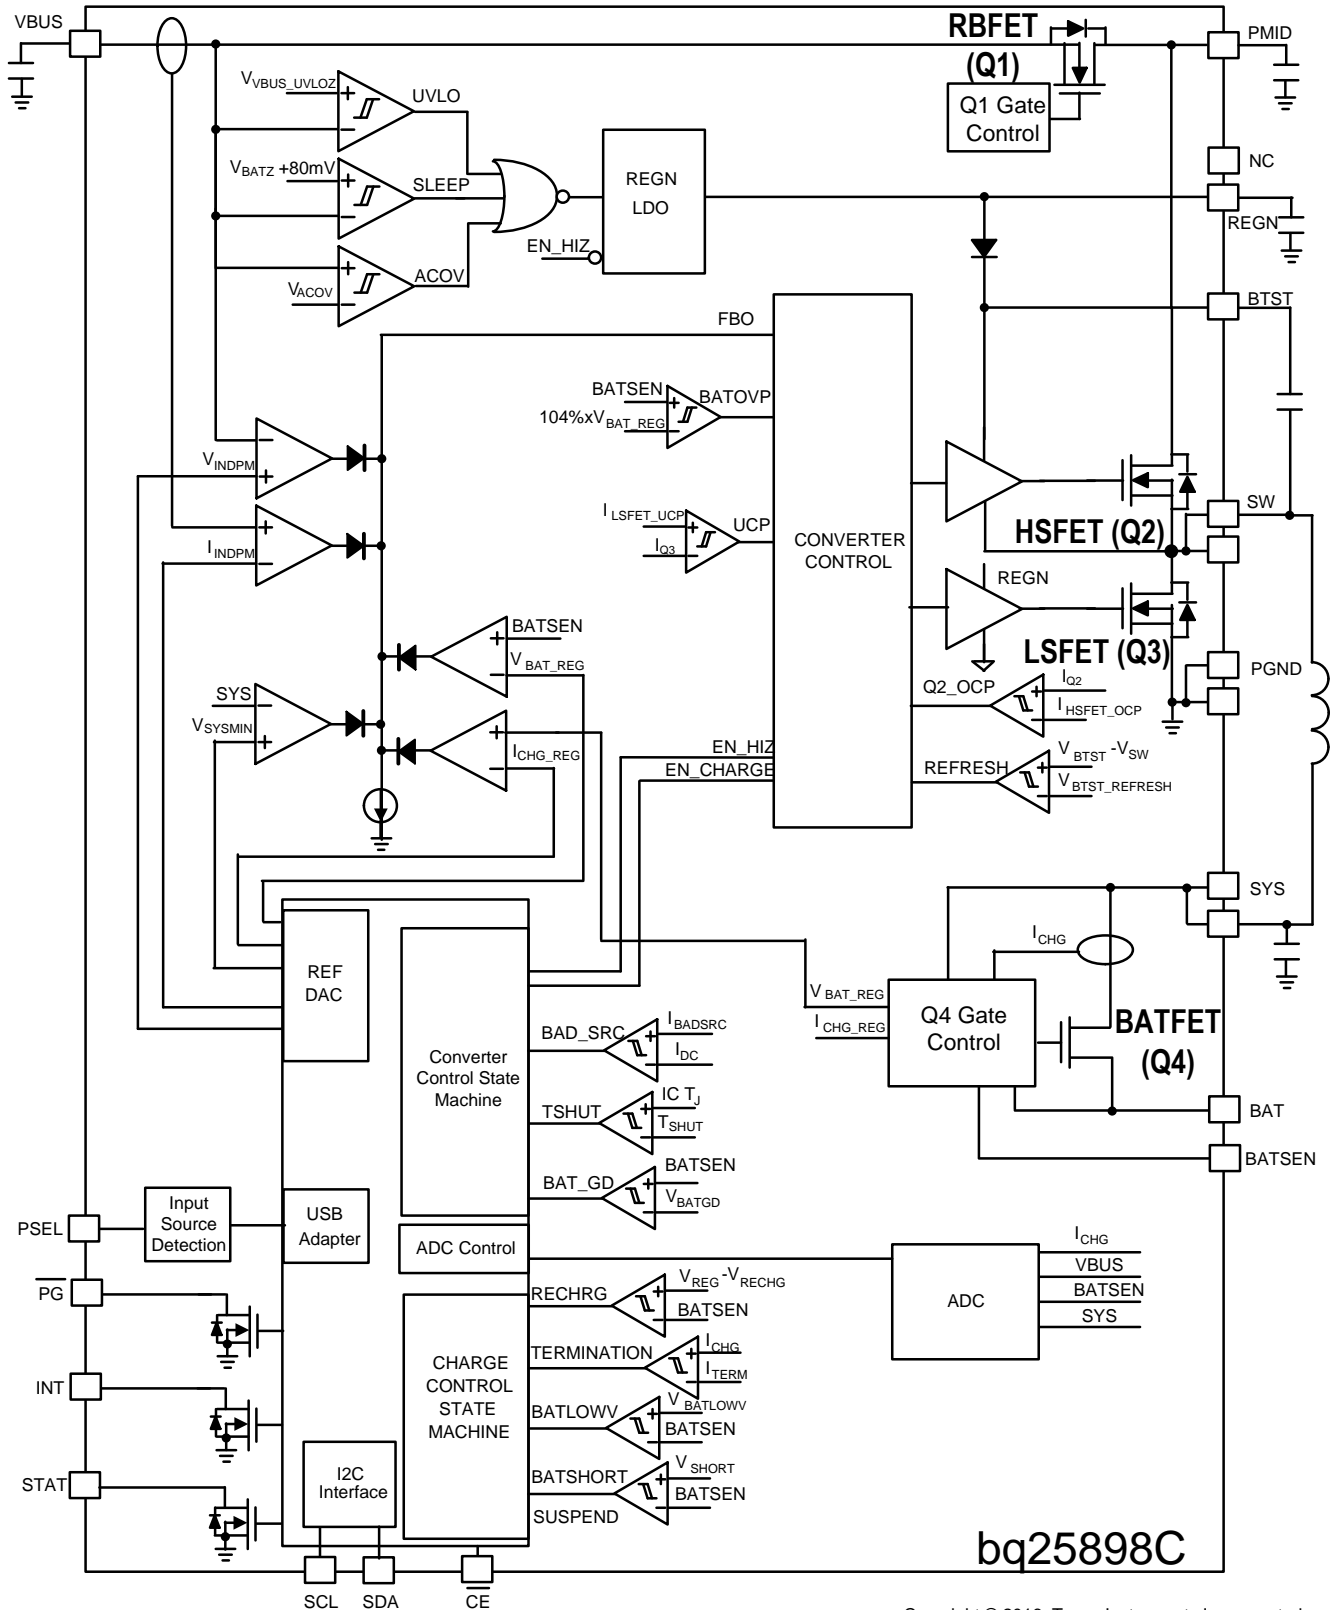 VBUS
RBFET
(Q1)
PMID
V_VBUS_UVLOZ
+
UVLO
−
Q1 Gate
Control
V_BATZ +80mV
+
SLEEP
−
REGN
LDO
NC
REGN
EN_HIZ
+
ACOV
V_ACOV
−
BTST
FBO
BATSEN
+
BATOVP
104%xV_BAT_REG
−
−
V_INDPM
+
+
I_INDPM
−
I_LSFET_UCP
+
UCP
I_Q3
−
CONVERTER
CONTROL
SW
HSFET (Q2)
REGN
LSFET (Q3)
PGND
+
BATSEN
V_BAT_REG
−
SYS
−
V_SYSMIN
+
+
I_CHG_REG
−
Q2_OCP
+
I_Q2
−
I_HSFET_OCP
EN_HIZ
EN_CHARGE
REFRESH
+
V_BTST -V_SW
−
V_BTST_REFRESH
SYS
I_CHG
REF
DAC
V_BAT_REG
I_CHG_REG
Q4 Gate
Control
BATFET
(Q4)
Converter
Control State
Machine
BAD_SRC
+
I_BADSRC
−
I_DC
TSHUT
+
IC T_J
−
T_SHUT
BAT_GD
+
BATSEN
−
V_BATGD
BAT
BATSEN
PSEL
Input
Source
Detection
USB
Adapter
ADC Control
ADC
I_CHG
VBUS
BATSEN
SYS
PG
RECHRG
+
V_REG -V_RECHG
−
BATSEN
INT
CHARGE
CONTROL
STATE
MACHINE
TERMINATION
+
I_CHG
−
I_TERM
BATLOWV
+
V_BATLOWV
−
BATSEN
STAT
I2C
Interface
BATSHORT
+
V_SHORT
−
BATSEN
SUSPEND
bq25898C
SCL
SDA
CE